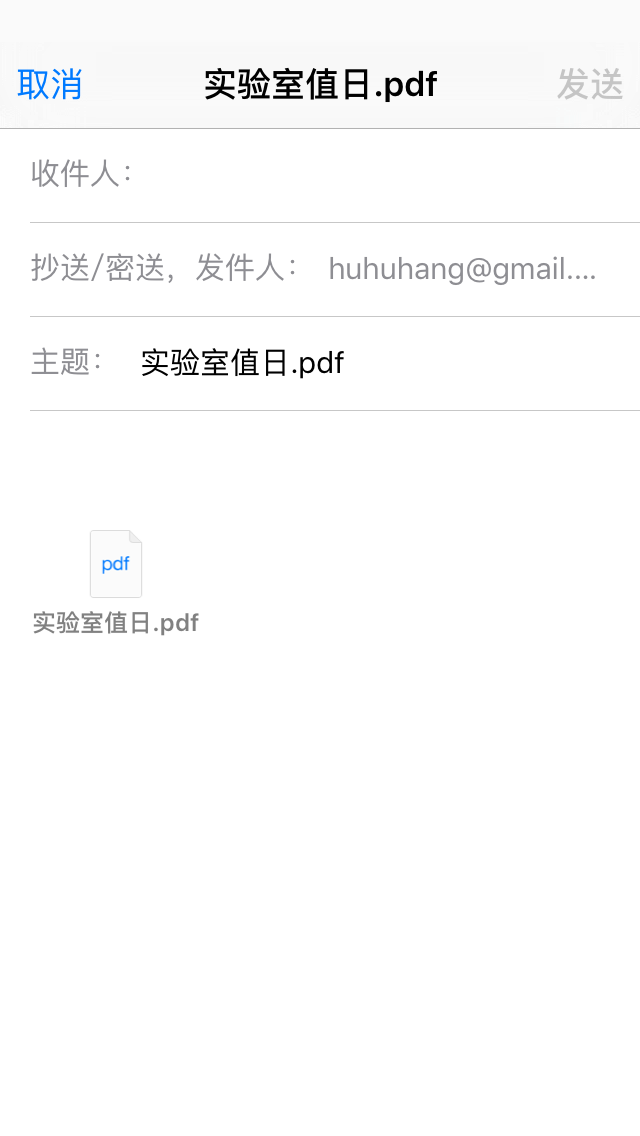 取消 实验室值日.pdf 发送
收件人：
抄送/密送，发件人： huhuhang@gmail....
主题： 实验室值日.pdf
pdf
实验室值日.pdf